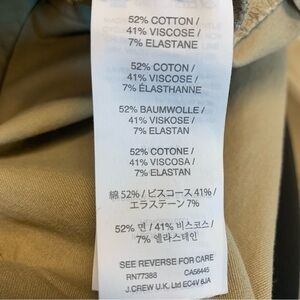 52% COTTON /
41% VISCOSE /
7% ELASTANE
52% COTON /
41% VISCOSE /
7% ÉLASTHANNE
52% BAUMWOLLE /
41% VISKOSE /
7% ELASTAN
52% COTONE /
41% VISCOSA /
7% ELASTAN
綿 52% / ビスコース 41% /
エラステーン 7%
52% 면 / 41% 비스코스 /
7% 엘라스테인
SEE REVERSE FOR CARE
RN77388 CA56445
J.CREW U.K. Ltd EC4V 6JA